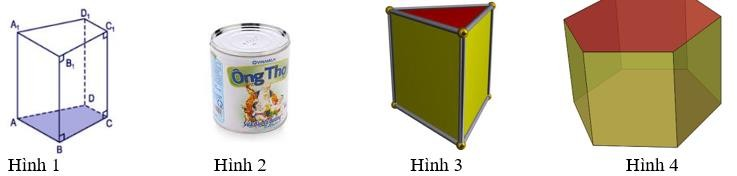 D₁
A₁
C₁
B₁
VINAMILK
Ông Thọ
D
A
C
B
Hình 1
Hình 2
Hình 3
Hình 4